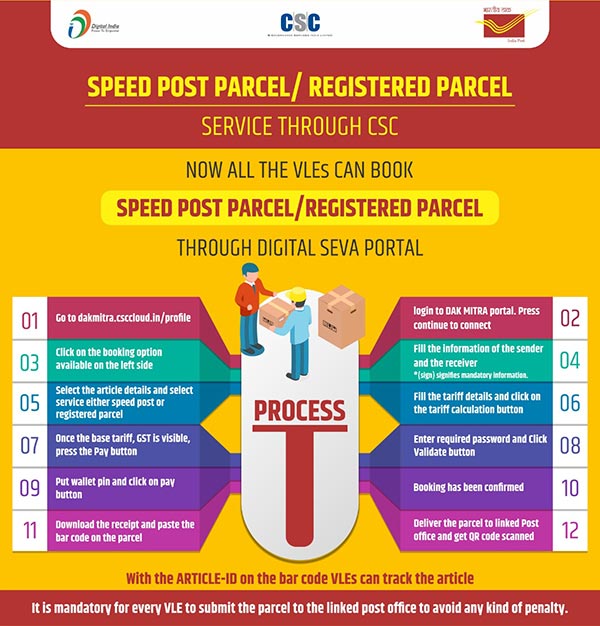 Digital India
Power To Empower
CSC
भारतीय डाक
India Post
SPEED POST PARCEL/ REGISTERED PARCEL
SERVICE THROUGH CSC
NOW ALL THE VLEs CAN BOOK
SPEED POST PARCEL/REGISTERED PARCEL
THROUGH DIGITAL SEVA PORTAL
PROCESS
01
Go to dakmitra.csccloud.in/profile
02
login to DAK MITRA portal. Press
continue to connect
03
Click on the booking option
available on the left side
04
Fill the information of the sender
and the receiver
*(sign) signifies mandatory information.
05
Select the article details and select
service either speed post or
registered parcel
06
Fill the tariff details and click on
the tariff calculation button
07
Once the base tariff, GST is visible,
press the Pay button
08
Enter required password and Click
Validate button
09
Put wallet pin and click on pay
button
10
Booking has been confirmed
11
Download the receipt and paste the
bar code on the parcel
12
Deliver the parcel to linked Post
office and get QR code scanned
With the ARTICLE-ID on the bar code VLEs can track the article
It is mandatory for every VLE to submit the parcel to the linked post office to avoid any kind of penalty.